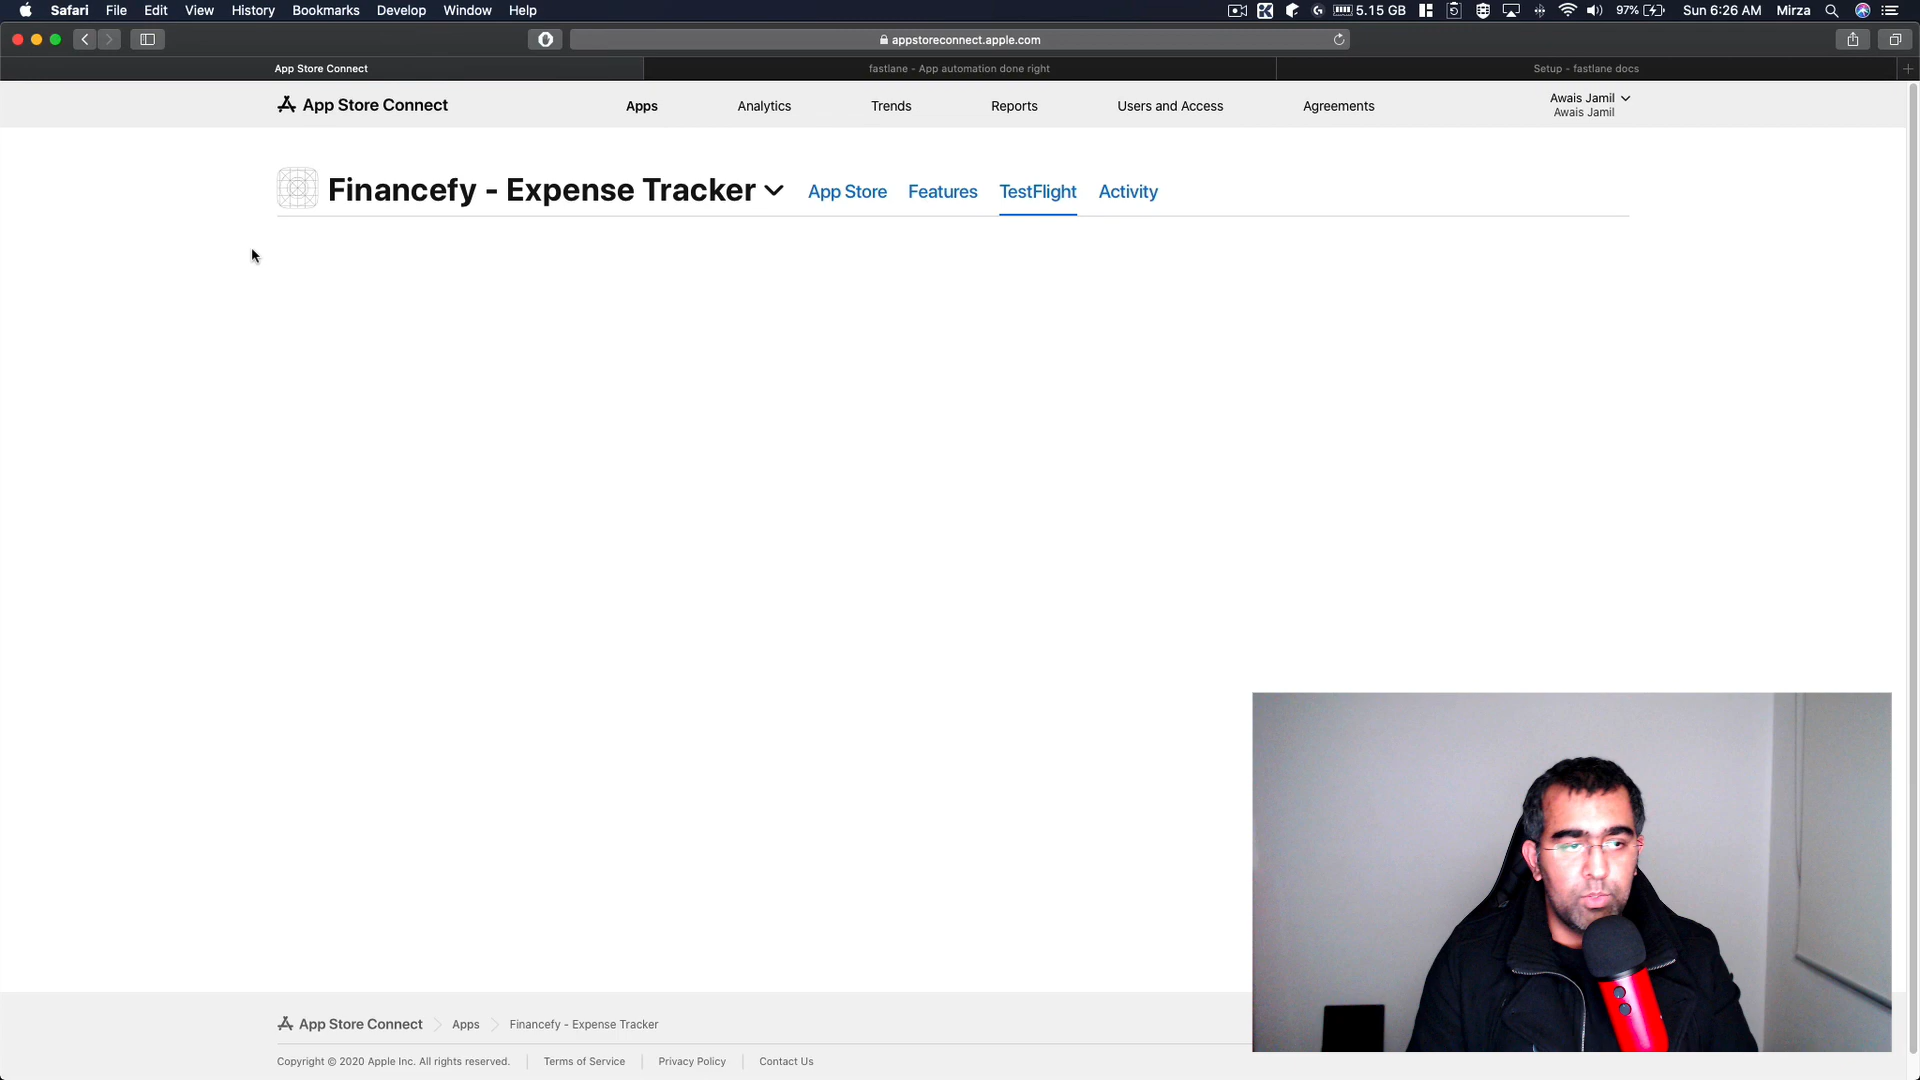 Safari File Edit View History Bookmarks Develop Window Help 5.15 GB 97% Sun 6:26 AM Mirza
appstoreconnect.apple.com
App Store Connect
fastlane - App automation done right
Setup - fastlane docs
App Store Connect Apps Analytics Trends Reports Users and Access Agreements
Awais Jamil
Awais Jamil
Financefy - Expense Tracker App Store Features TestFlight Activity
App Store Connect Apps Financefy - Expense Tracker
Copyright © 2020 Apple Inc. All rights reserved. Terms of Service Privacy Policy Contact Us